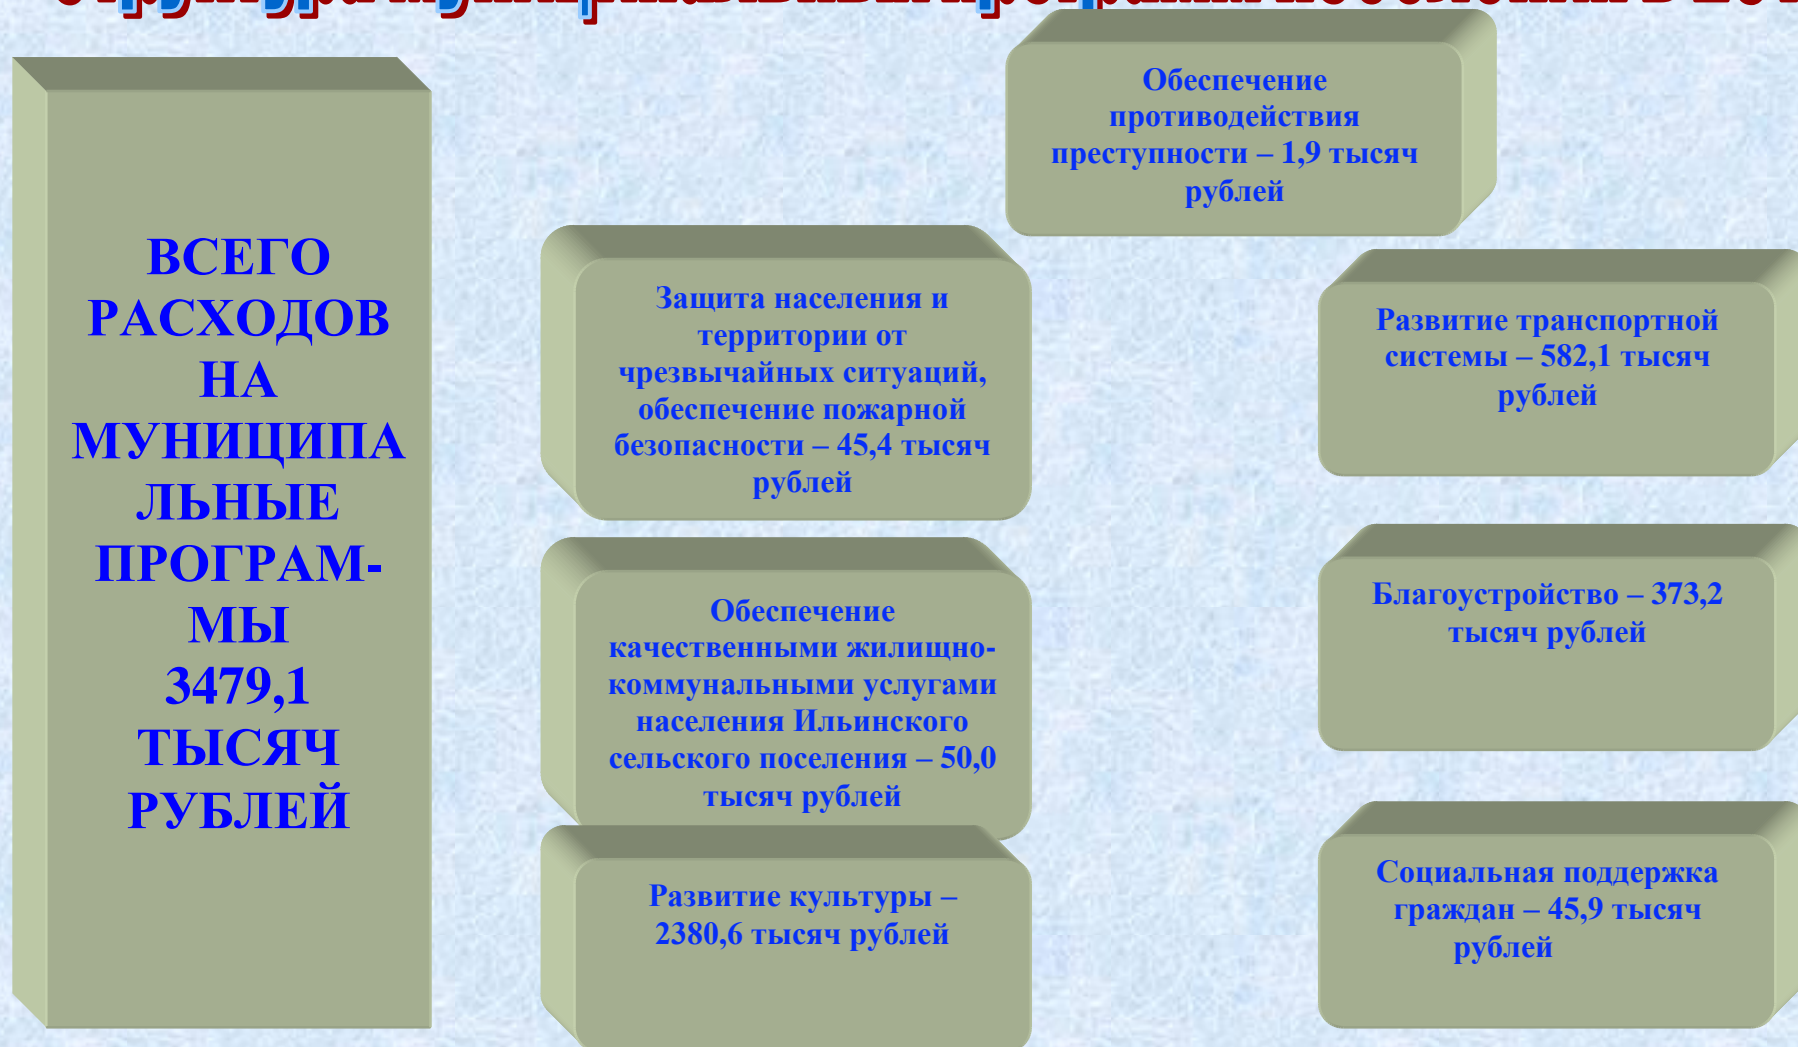 ВСЕГО
РАСХОДОВ
НА
МУНИЦИПА
ЛЬНЫЕ
ПРОГРАМ-
МЫ
3479,1
ТЫСЯЧ
РУБЛЕЙ
Обеспечение
противодействия
преступности – 1,9 тысяч
рублей
Защита населения и
территории от
чрезвычайных ситуаций,
обеспечение пожарной
безопасности – 45,4 тысяч
рублей
Развитие транспортной
системы – 582,1 тысяч
рублей
Обеспечение
качественными жилищно-
коммунальными услугами
населения Ильинского
сельского поселения – 50,0
тысяч рублей
Благоустройство – 373,2
тысяч рублей
Развитие культуры –
2380,6 тысяч рублей
Социальная поддержка
граждан – 45,9 тысяч
рублей